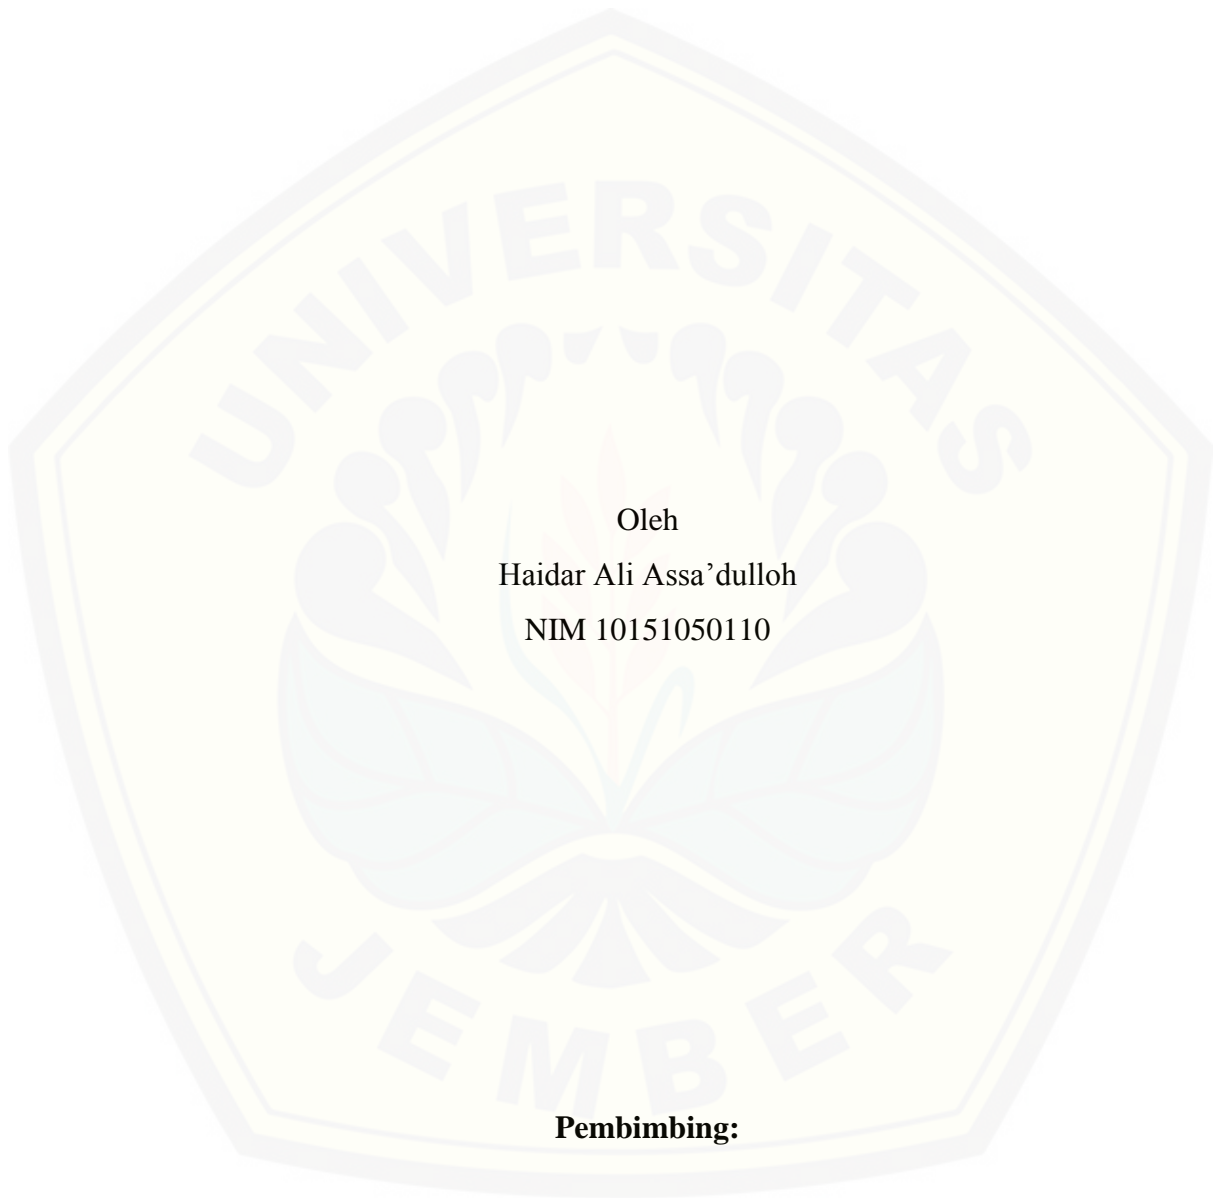 UNIVERSITAS
Oleh
Haidar Ali Assa’dulloh
NIM 10151050110
JEMBER
Pembimbing: